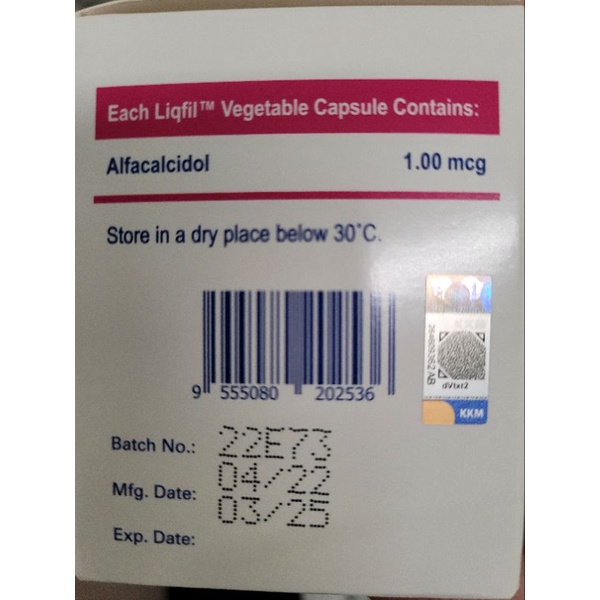 Each Liqfil™ Vegetable Capsule Contains:
Alfacalcidol 1.00 mcg
Store in a dry place below 30°C.
9 555080 202536
KKM
dVtxt2
KKM
Batch No.: 22E73
Mfg. Date: 04/22
Exp. Date: 03/25